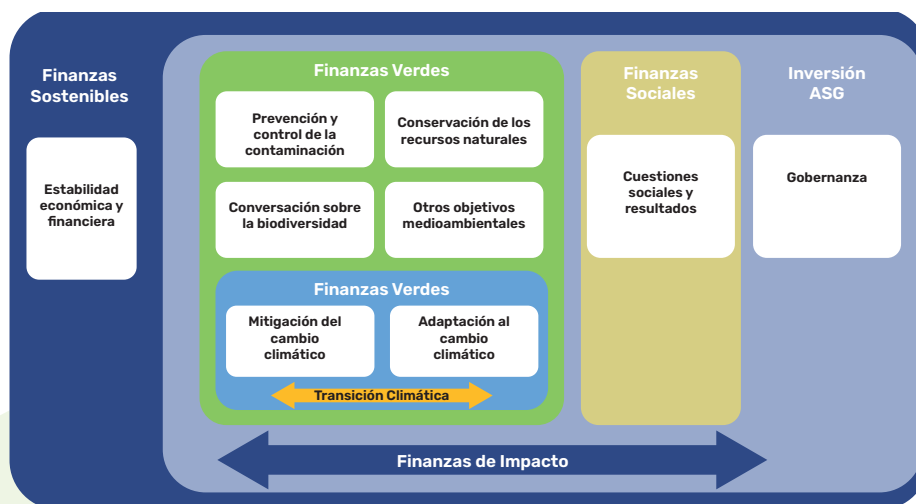 Finanzas
Sostenibles
Estabilidad
económica y
financiera
Finanzas Verdes
Prevención y
control de la
contaminación
Conservación de los
recursos naturales
Conversación sobre
la biodiversidad
Otros objetivos
medioambientales
Finanzas Verdes
Mitigación del
cambio
climático
Adaptación al
cambio
climático
Transición Climática
Finanzas
Sociales
Cuestiones
sociales y
resultados
Inversión
ASG
Gobernanza
Finanzas de Impacto